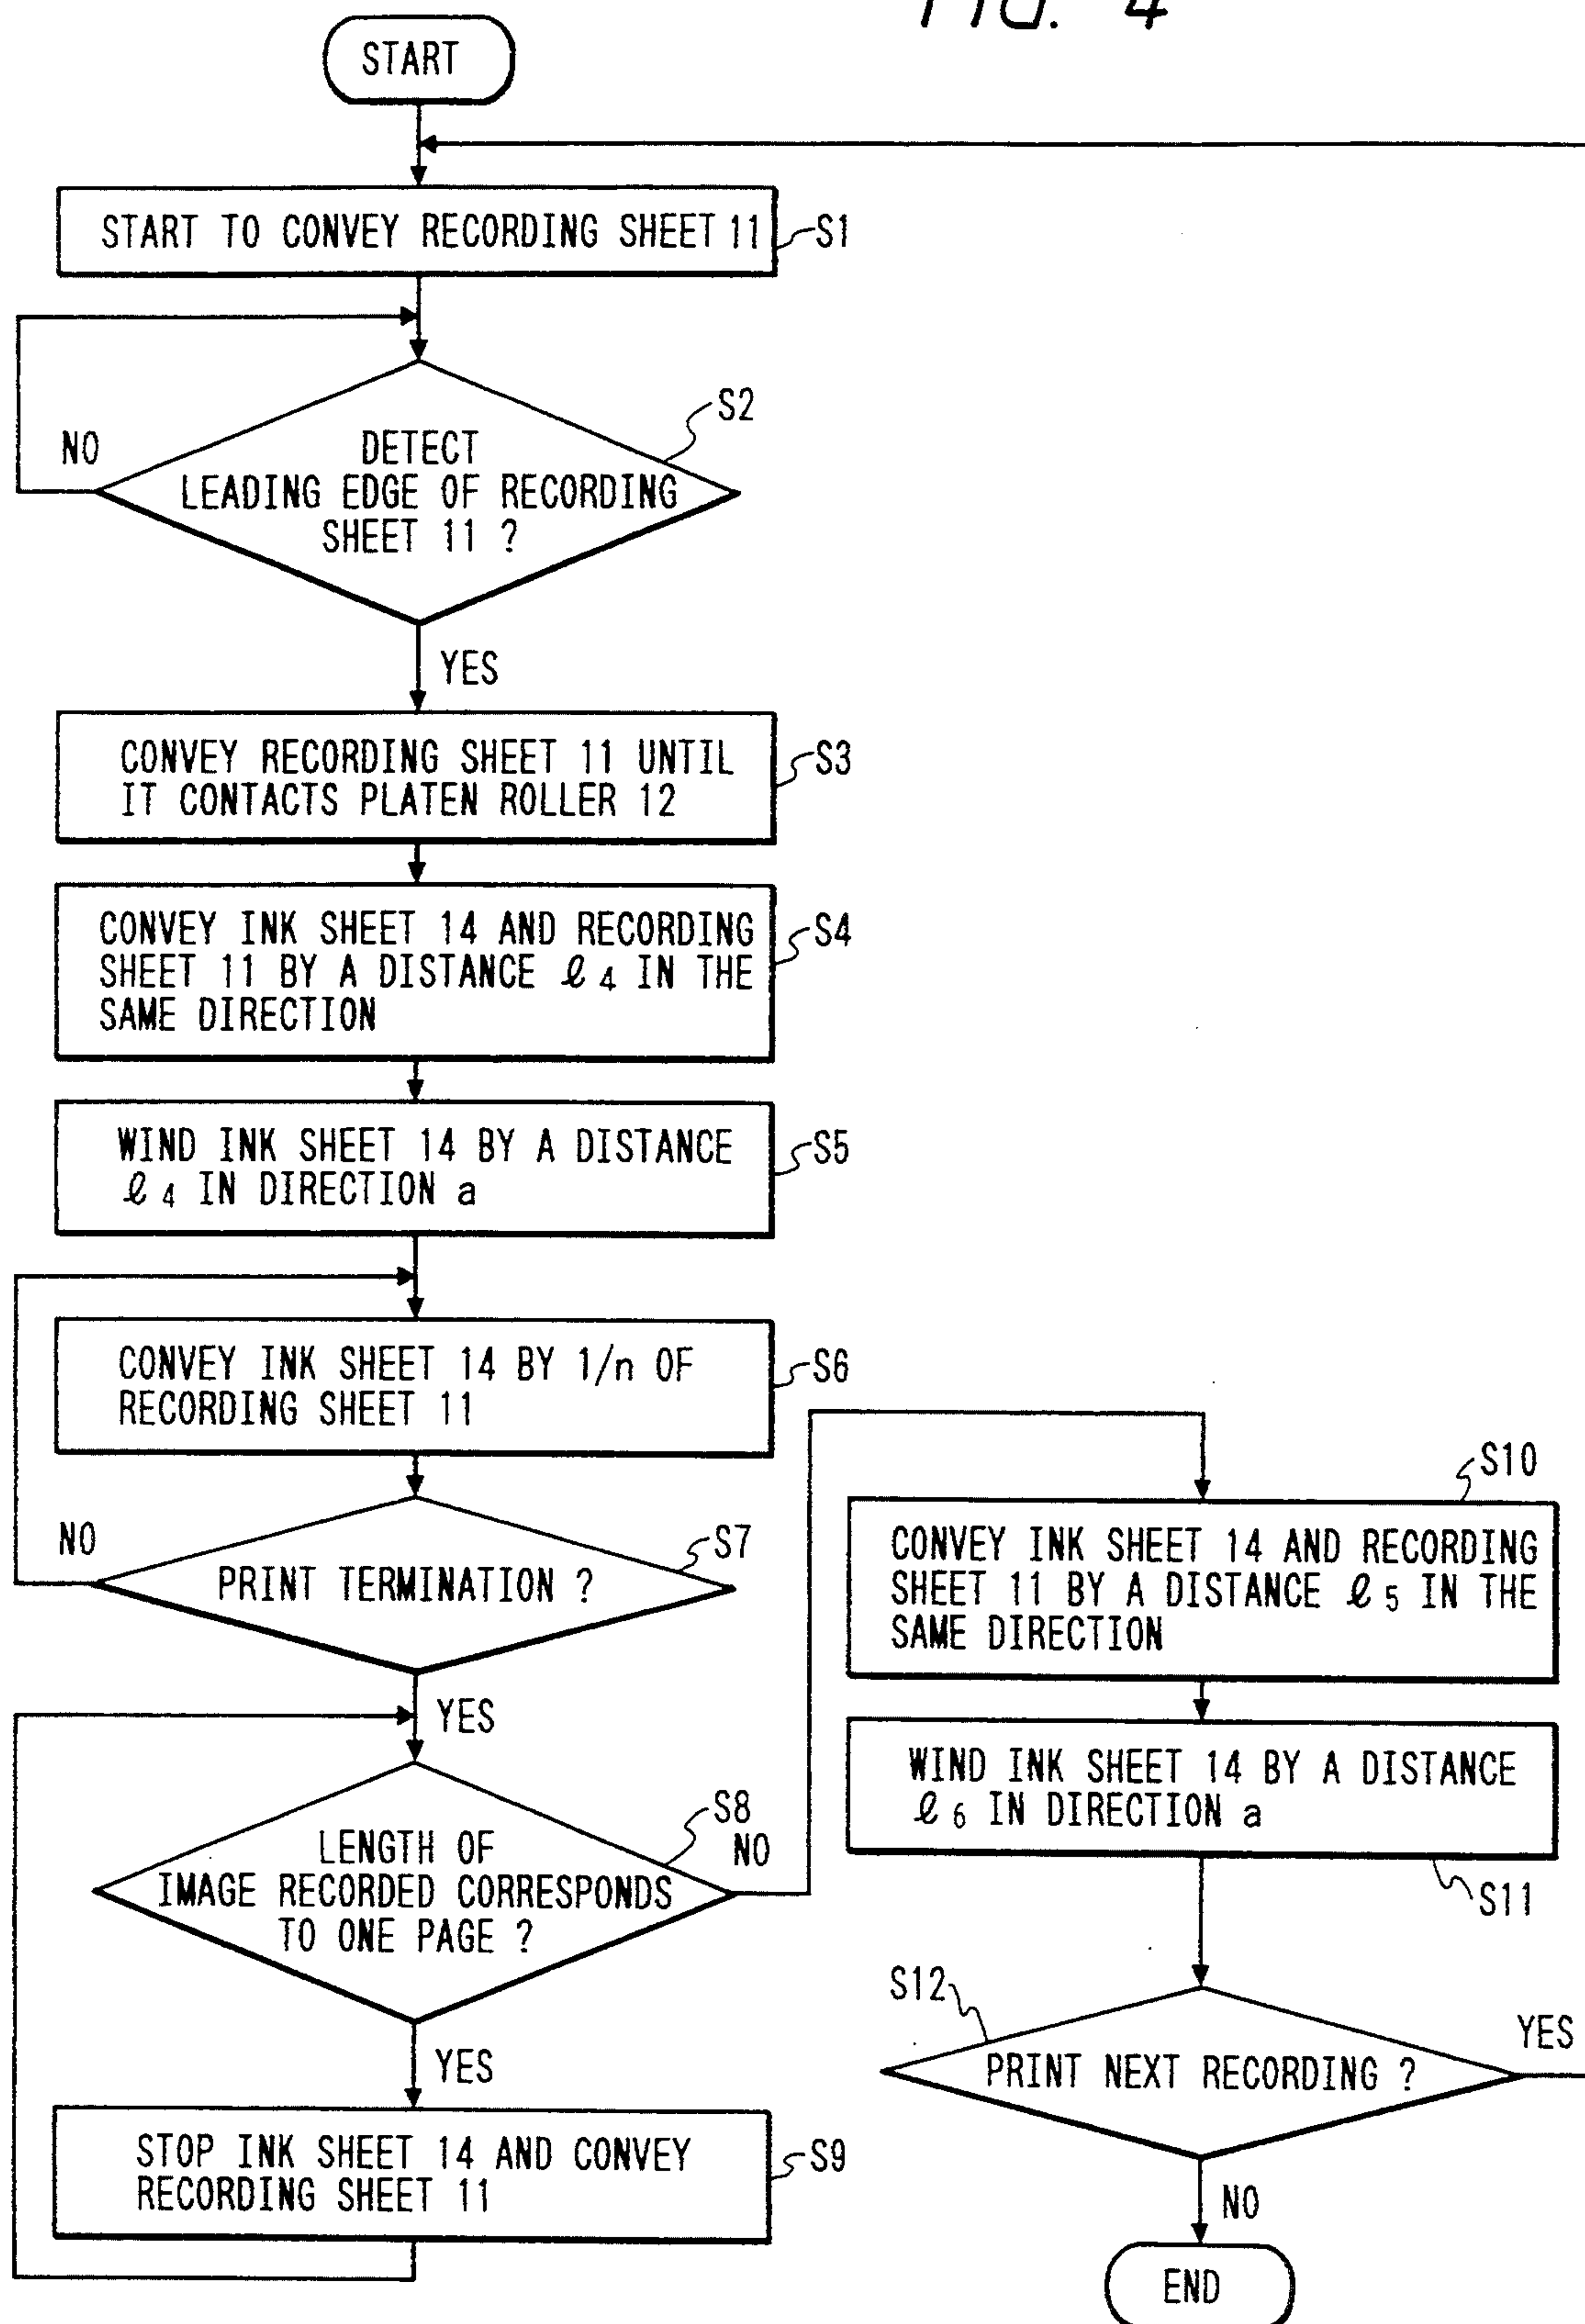 FIG. 4
START
START TO CONVEY RECORDING SHEET 11
S1
S2
NO
DETECT
LEADING EDGE OF RECORDING
SHEET 11 ?
YES
CONVEY RECORDING SHEET 11 UNTIL
IT CONTACTS PLATEN ROLLER 12
S3
CONVEY INK SHEET 14 AND RECORDING
SHEET 11 BY A DISTANCE ℓ4 IN THE
SAME DIRECTION
S4
WIND INK SHEET 14 BY A DISTANCE
ℓ4 IN DIRECTION a
S5
CONVEY INK SHEET 14 BY 1/n OF
RECORDING SHEET 11
S6
NO
PRINT TERMINATION ?
S7
YES
LENGTH OF
IMAGE RECORDED CORRESPONDS
TO ONE PAGE ?
S8
NO
YES
STOP INK SHEET 14 AND CONVEY
RECORDING SHEET 11
S9
S10
CONVEY INK SHEET 14 AND RECORDING
SHEET 11 BY A DISTANCE ℓ5 IN THE
SAME DIRECTION
WIND INK SHEET 14 BY A DISTANCE
ℓ6 IN DIRECTION a
S11
S12
PRINT NEXT RECORDING ?
YES
NO
END